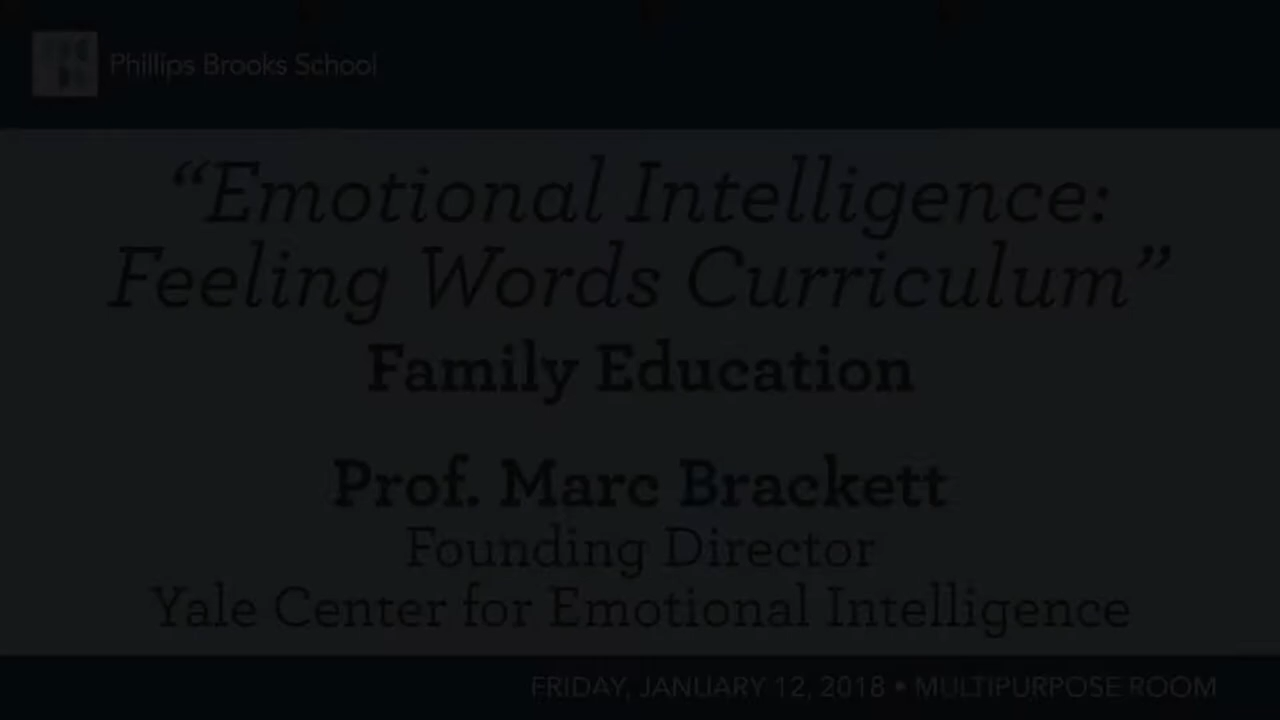 Phillips Brooks School
“Emotional Intelligence:
Feeling Words Curriculum”
Family Education
Prof. Marc Brackett
Founding Director
Yale Center for Emotional Intelligence
FRIDAY, JANUARY 12, 2018 • MULTIPURPOSE ROOM